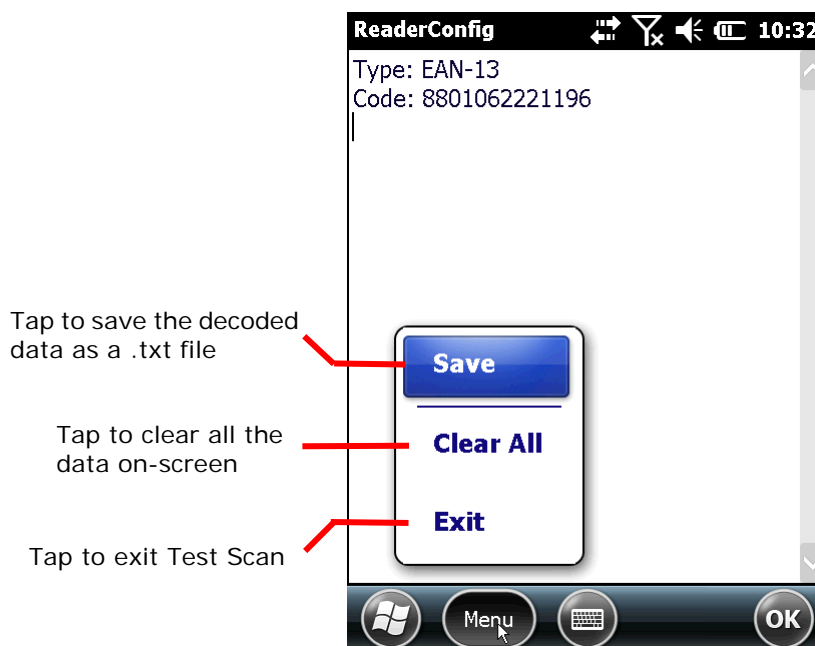 ReaderConfig 10:32
Type: EAN-13
Code: 8801062221196
Tap to save the decoded
data as a .txt file
Save
Tap to clear all the
data on-screen
Clear All
Exit
Tap to exit Test Scan
Menu
OK